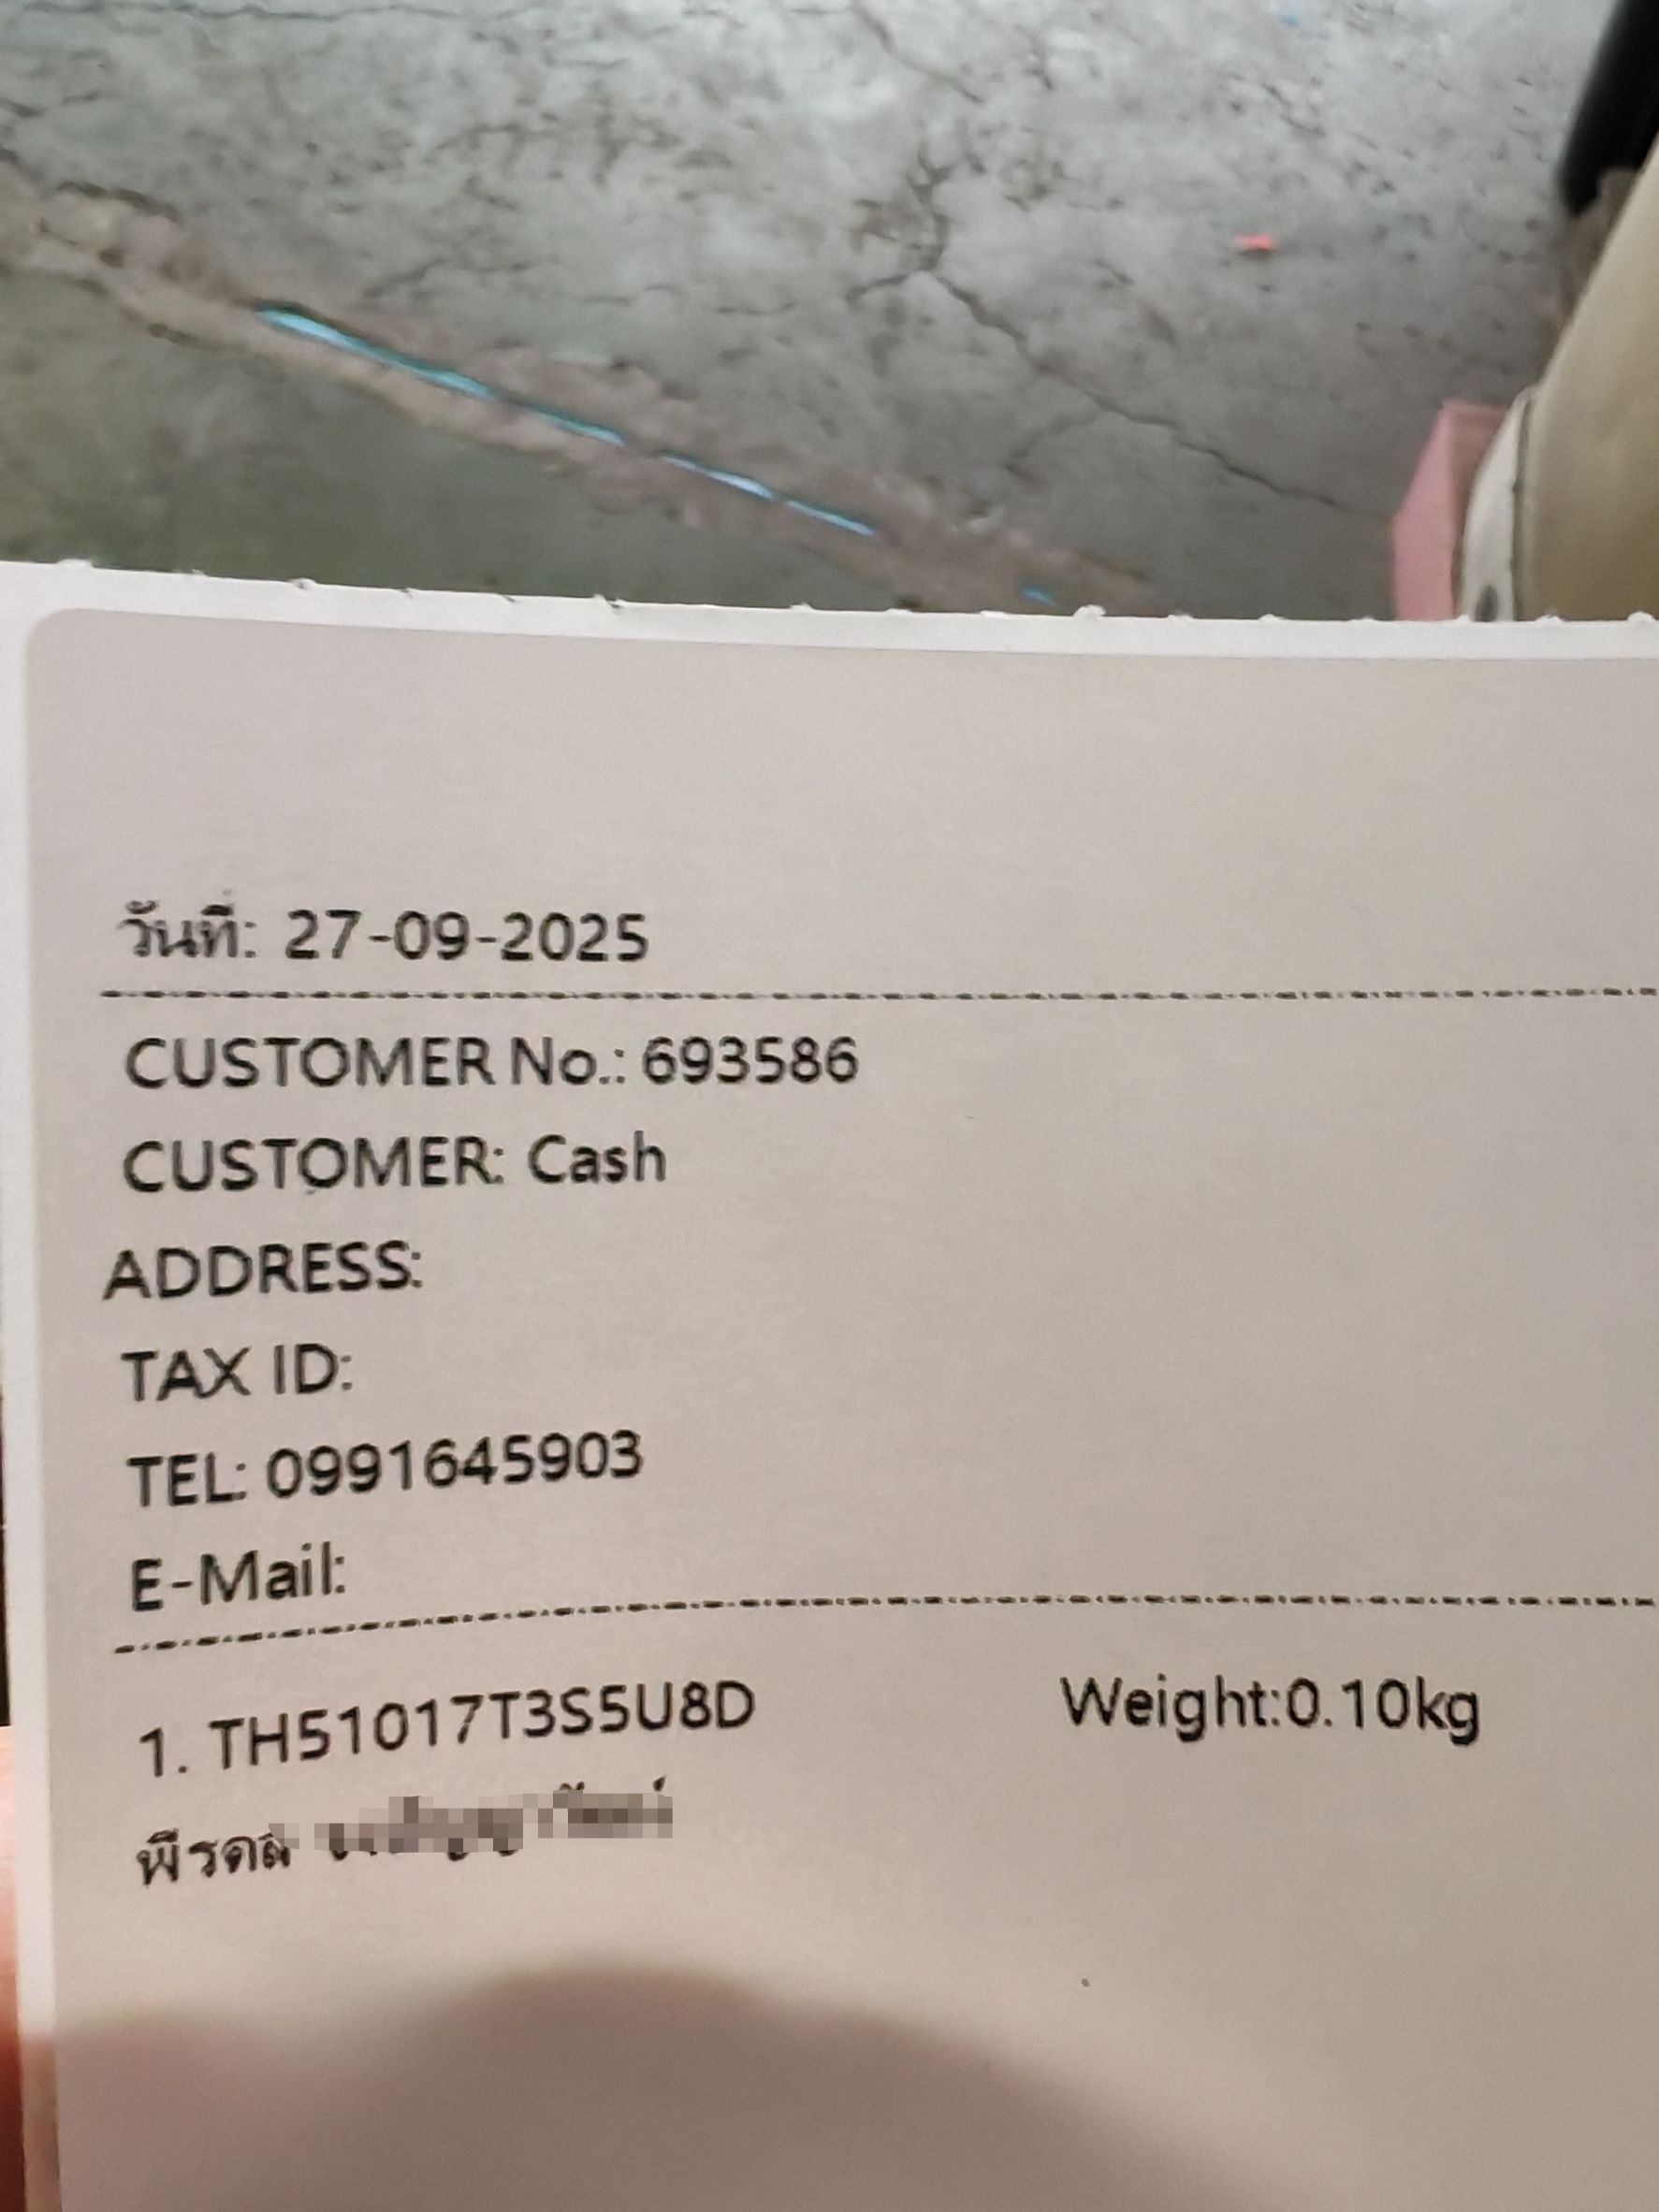 วันที่: 27-09-2025
CUSTOMER No.: 693586
CUSTOMER: Cash
ADDRESS:
TAX ID:
TEL: 0991645903
E-Mail:
1. TH51017T3S5U8D Weight:0.10kg
พีรดล